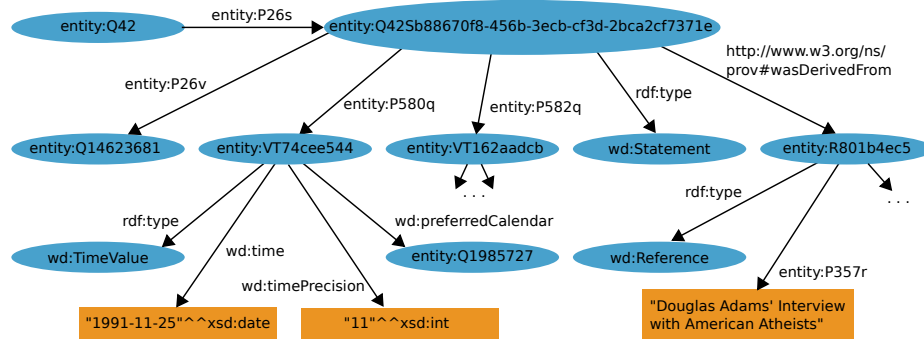 entity:Q42
entity:P26s
entity:Q42Sb88670f8-456b-3ecb-cf3d-2bca2cf7371e
http://www.w3.org/ns/
prov#wasDerivedFrom
entity:P26v
entity:P580q
entity:P582q
rdf:type
entity:Q14623681
entity:VT74cee544
entity:VT162aadcb
wd:Statement
entity:R801b4ec5
. . .
. . .
rdf:type
wd:time
wd:timePrecision
wd:preferredCalendar
rdf:type
entity:P357r
wd:TimeValue
entity:Q1985727
wd:Reference
"1991-11-25"^^xsd:date
"11"^^xsd:int
"Douglas Adams' Interview
with American Atheists"